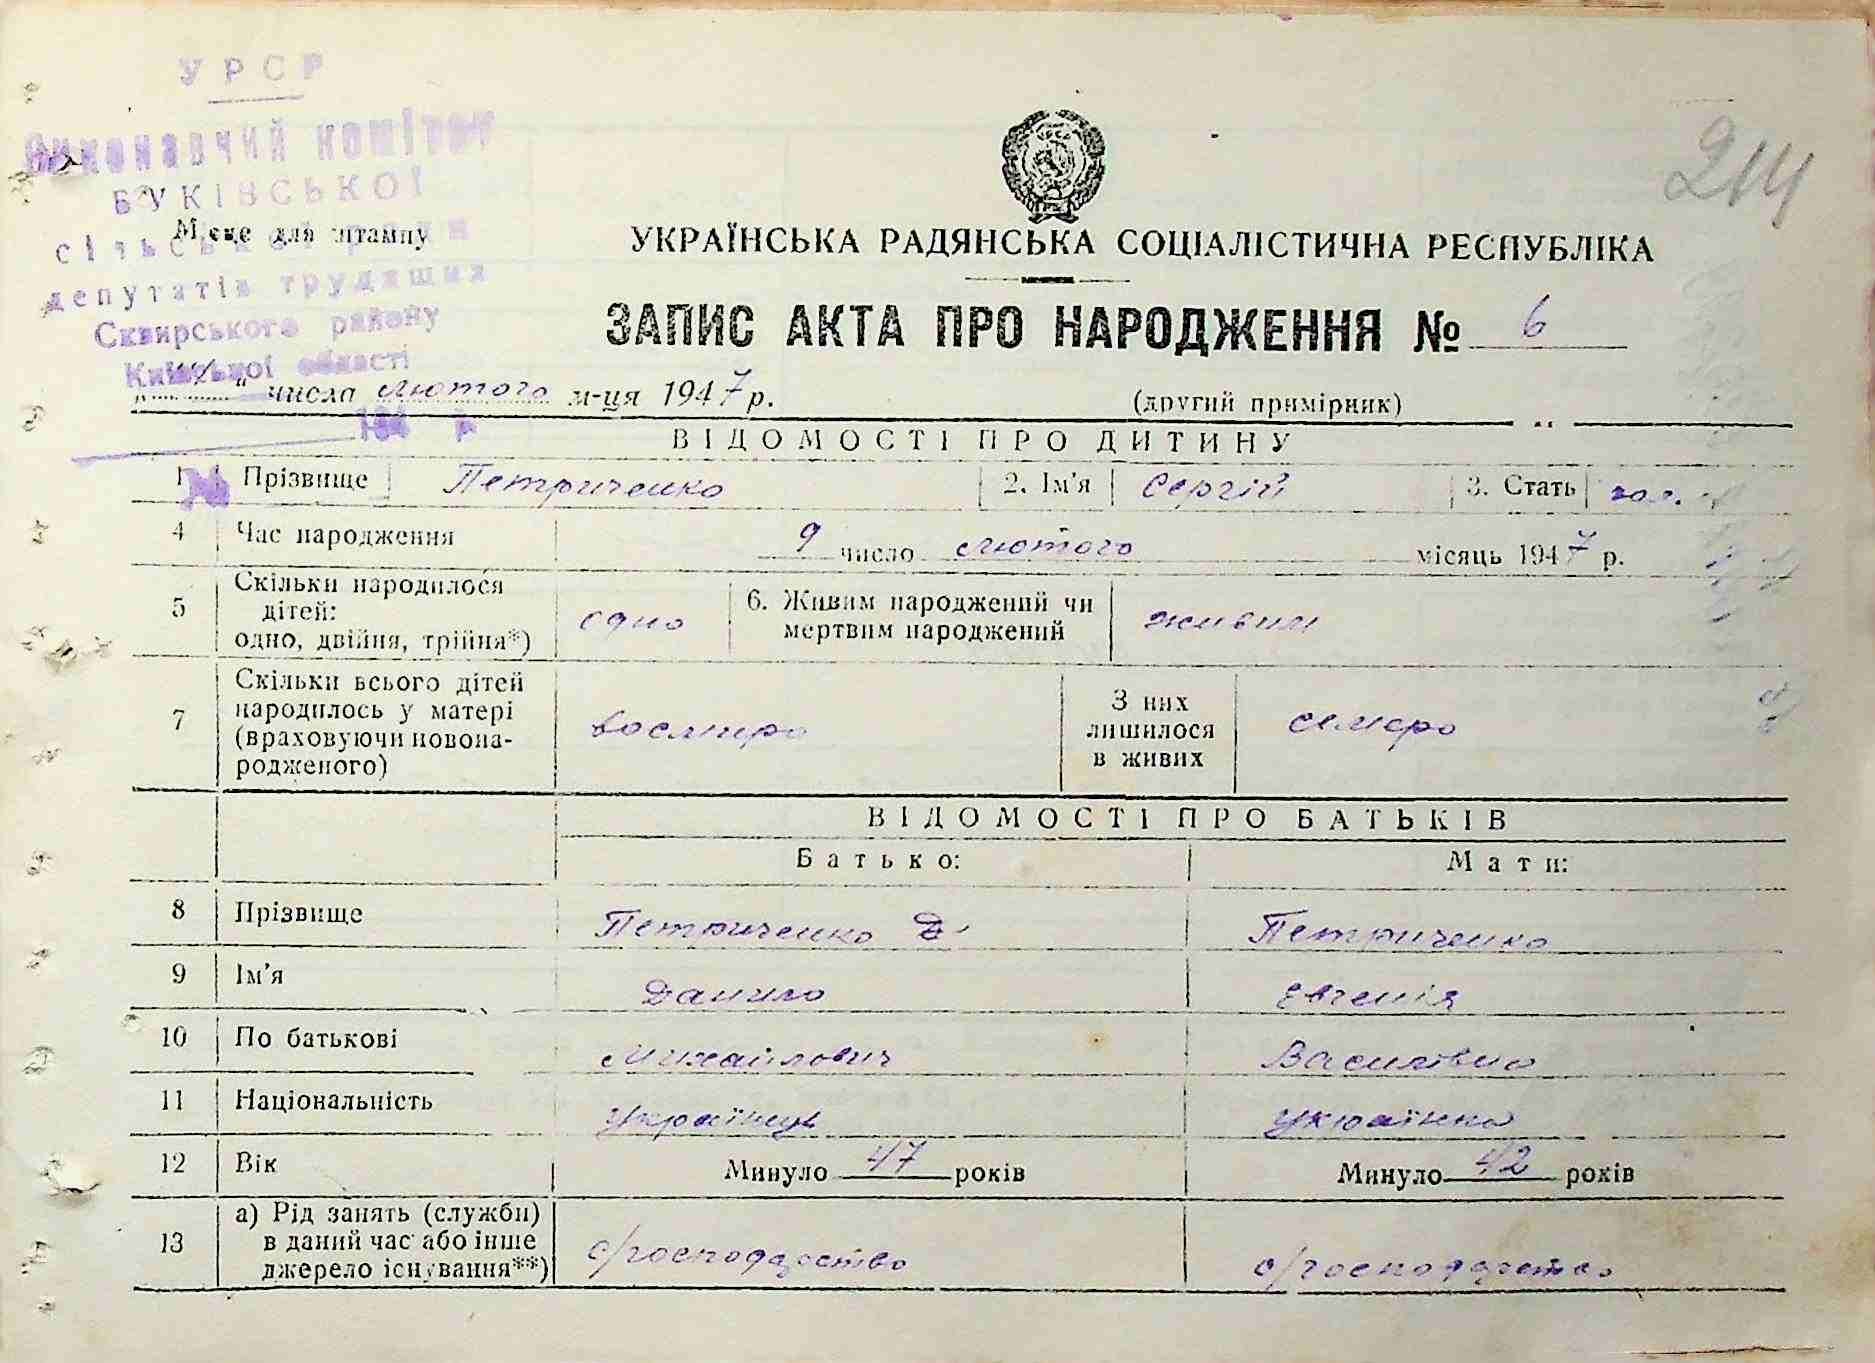 УРСР
Виконавчий комітет
БУКІВСЬКОЇ
Місце для штампу
сільської ради
депутатів трудящих
Сквирського району
Київської області
194 р.
214
УКРАЇНСЬКА РАДЯНСЬКА СОЦІАЛІСТИЧНА РЕСПУБЛІКА
ЗАПИС АКТА ПРО НАРОДЖЕННЯ № 6
" числа лютого м-ця 1947 р.
(другий примірник)
ВІДОМОСТІ ПРО ДИТИНУ
1 Прізвище Петриченко 2. Ім'я Сергій 3. Стать чол.
4 Час народження 9 число лютого місяць 1947 р.
5 Скільки народилося дітей: одно, двійня, трійня*) одно 6. Живим народжений чи мертвим народжений живим
7 Скільки всього дітей народилось у матері (враховуючи новонародженого) восьмиро З них лишилося в живих семеро
ВІДОМОСТІ ПРО БАТЬКІВ
Батько: Мати:
8 Прізвище Петриченко Д. Петриченко
9 Ім'я Данило Євгенія
10 По батькові Михайлович Василівна
11 Національність українець українка
12 Вік Минуло 47 років Минуло 42 років
13 а) Рід занять (служби) в даний час або інше джерело існування**) с/господарство с/господарство